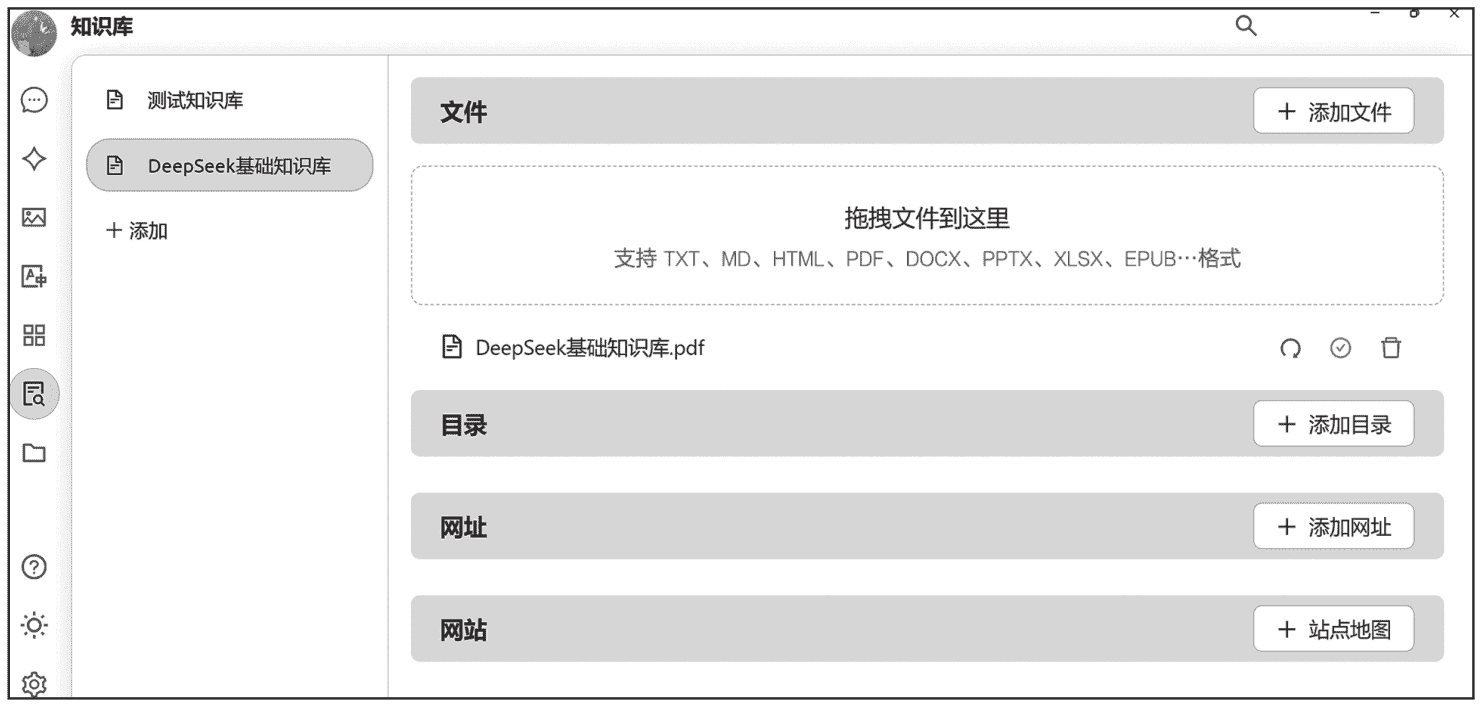 知识库
测试知识库
DeepSeek基础知识库
+ 添加
文件
+ 添加文件
拖拽文件到这里
支持 TXT、MD、HTML、PDF、DOCX、PPTX、XLSX、EPUB…格式
DeepSeek基础知识库.pdf
目录
+ 添加目录
网址
+ 添加网址
网站
+ 站点地图